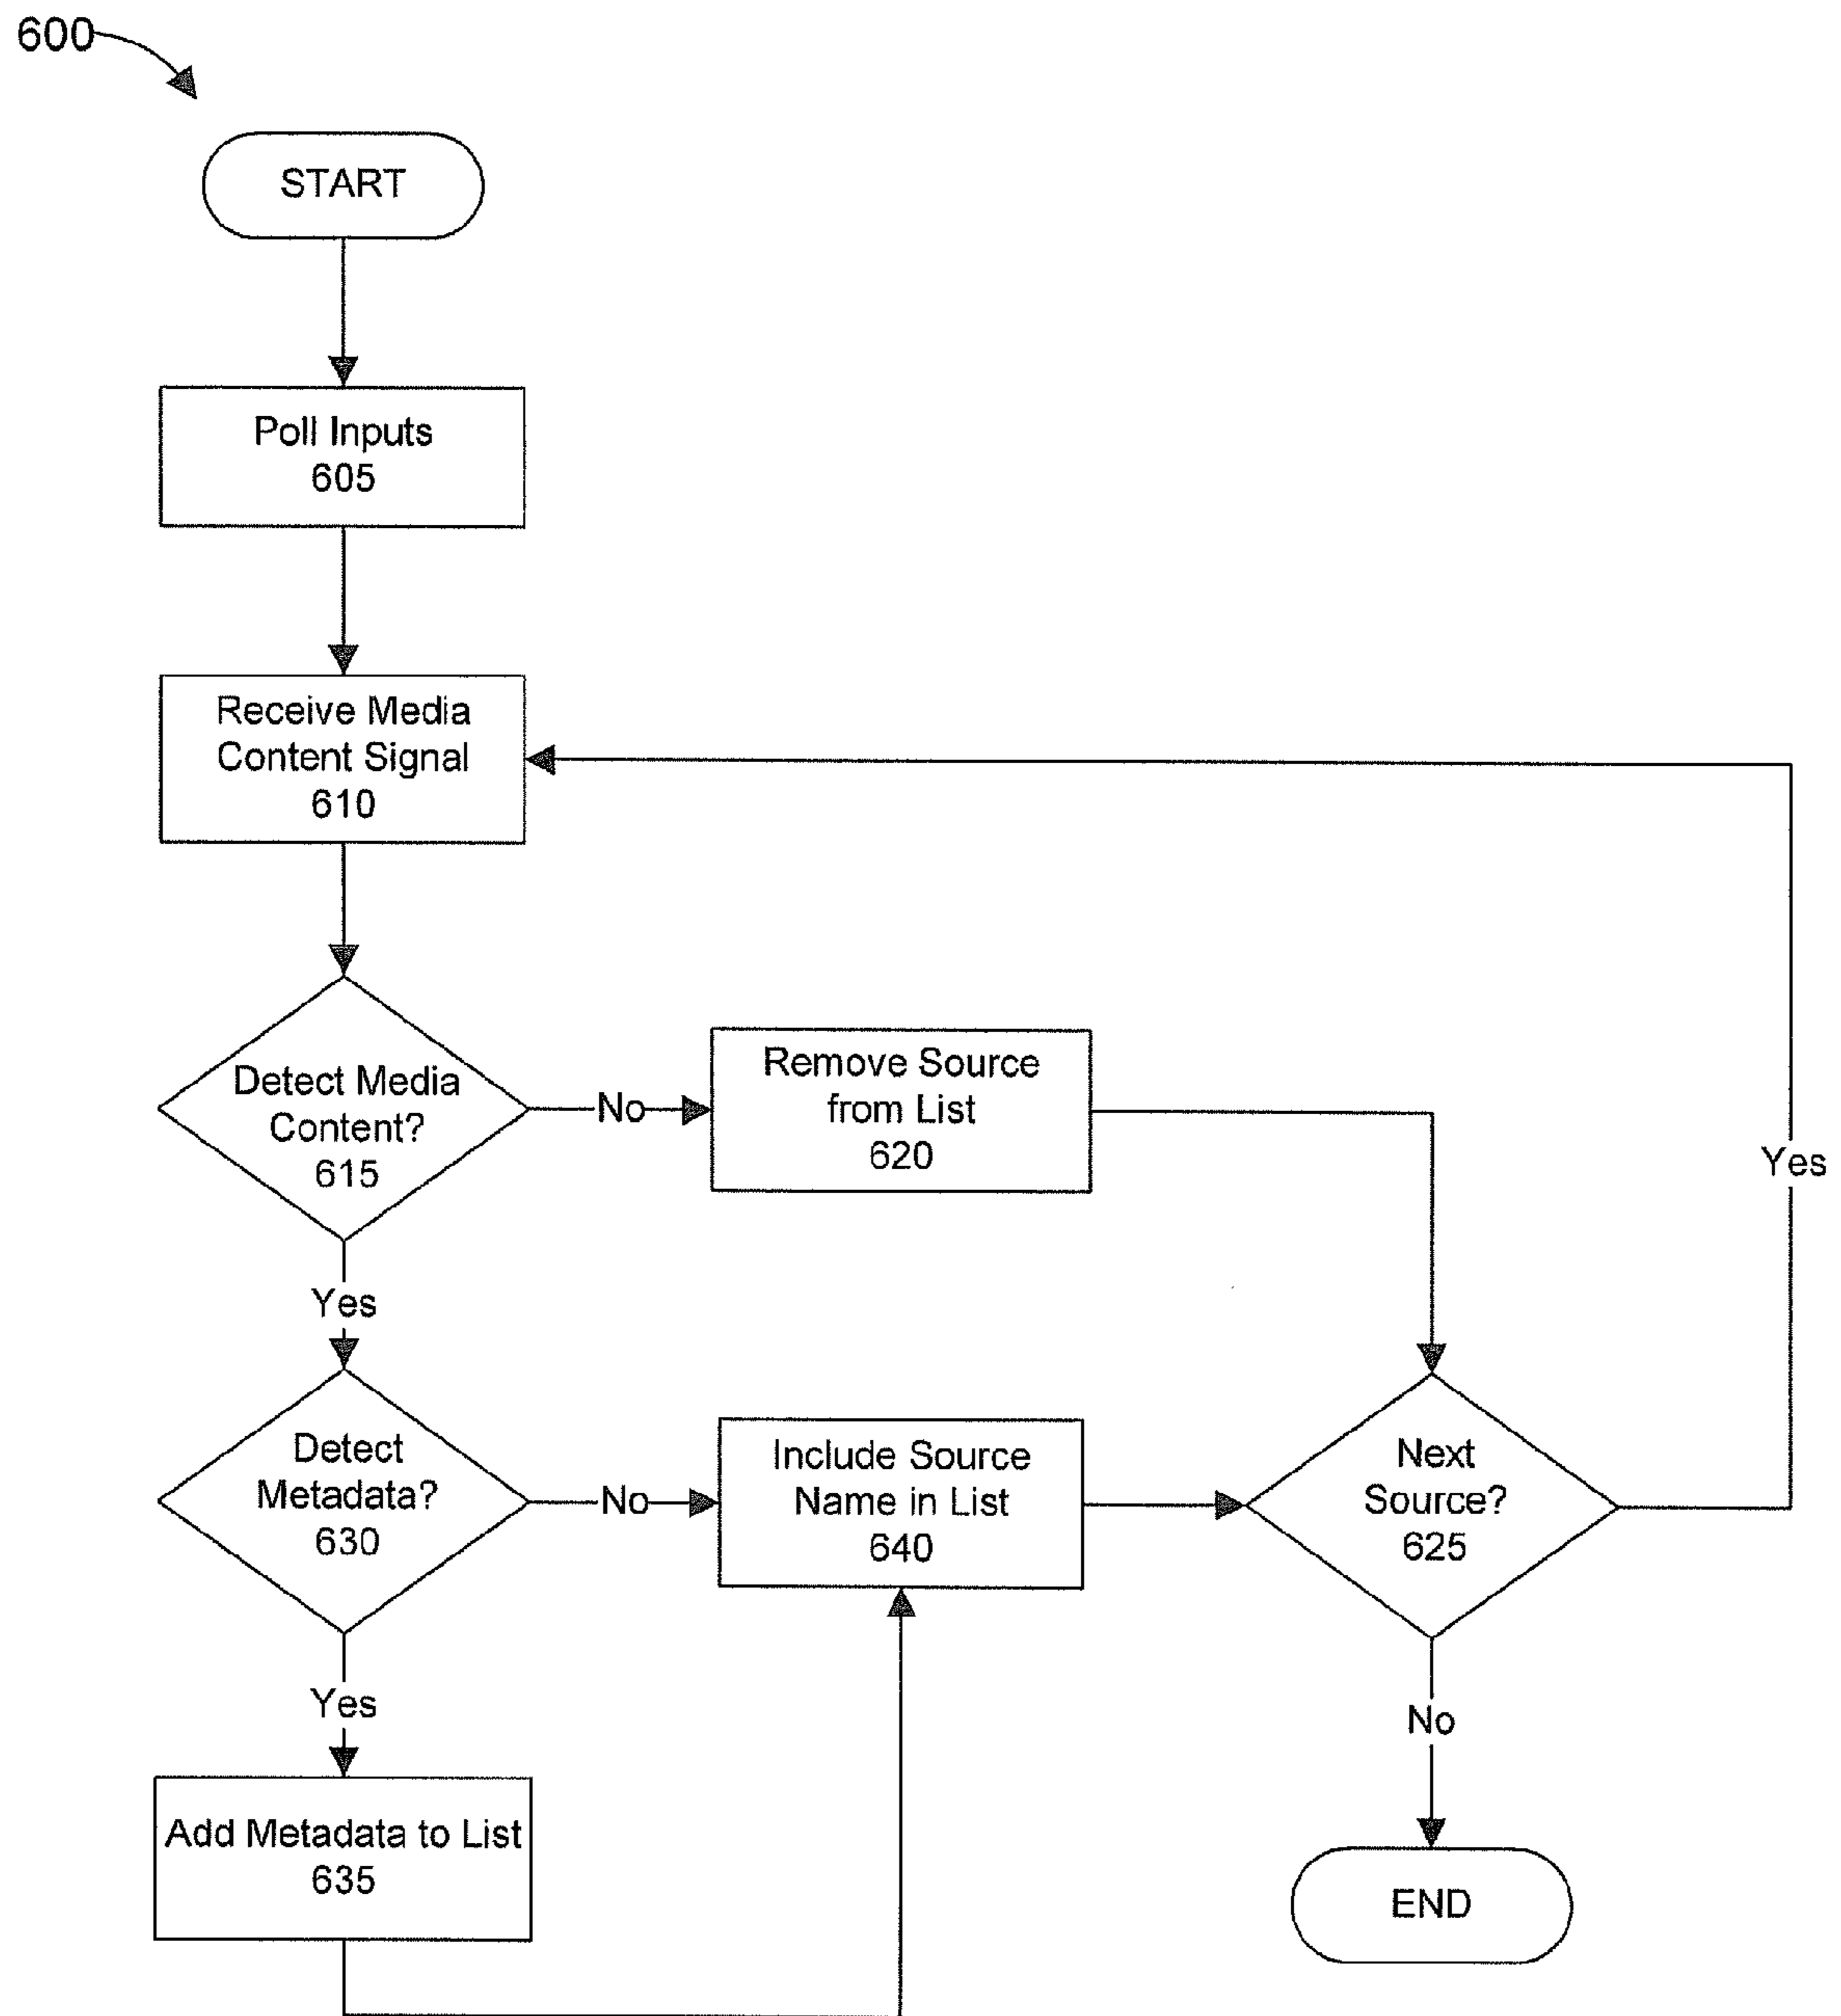 600
START
Poll Inputs
605
Receive Media
Content Signal
610
Detect Media
Content?
615
No
Remove Source
from List
620
Yes
Yes
Detect
Metadata?
630
No
Include Source
Name in List
640
Next
Source?
625
Yes
No
Add Metadata to List
635
END